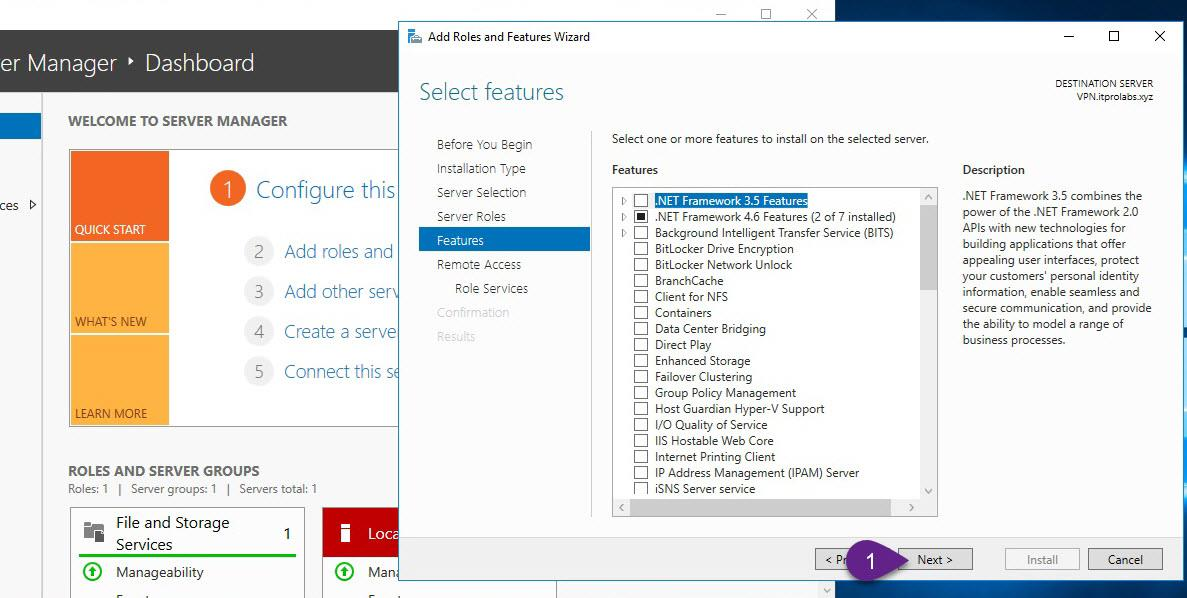 er Manager
Dashboard
ces
WELCOME TO SERVER MANAGER
QUICK START
WHAT'S NEW
LEARN MORE
1 Configure this
2 Add roles and
3 Add other serv
4 Create a serve
5 Connect this se
ROLES AND SERVER GROUPS
Roles: 1 | Server groups: 1 | Servers total: 1
File and Storage
Services
1
Manageability
Loca
Man
Add Roles and Features Wizard
Select features
DESTINATION SERVER
VPN.itprolabs.xyz
Before You Begin
Installation Type
Server Selection
Server Roles
Features
Remote Access
Role Services
Confirmation
Results
Select one or more features to install on the selected server.
Features
.NET Framework 3.5 Features
.NET Framework 4.6 Features (2 of 7 installed)
Background Intelligent Transfer Service (BITS)
BitLocker Drive Encryption
BitLocker Network Unlock
BranchCache
Client for NFS
Containers
Data Center Bridging
Direct Play
Enhanced Storage
Failover Clustering
Group Policy Management
Host Guardian Hyper-V Support
I/O Quality of Service
IIS Hostable Web Core
Internet Printing Client
IP Address Management (IPAM) Server
iSNS Server service
Description
.NET Framework 3.5 combines the
power of the .NET Framework 2.0
APIs with new technologies for
building applications that offer
appealing user interfaces, protect
your customers' personal identity
information, enable seamless and
secure communication, and provide
the ability to model a range of
business processes.
< P
1
Next >
Install
Cancel